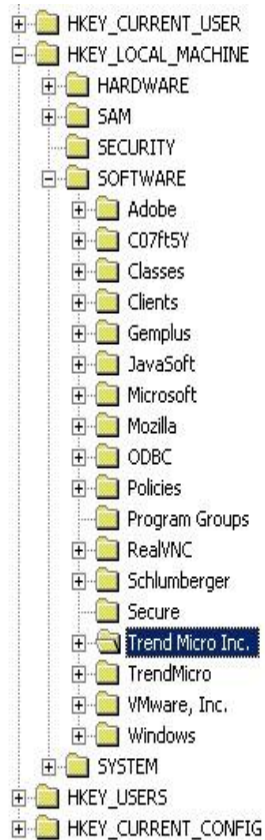 HKEY_CURRENT_USER
HKEY_LOCAL_MACHINE
HARDWARE
SAM
SECURITY
SOFTWARE
Adobe
C07ft5Y
Classes
Clients
Gemplus
JavaSoft
Microsoft
Mozilla
ODBC
Policies
Program Groups
RealVNC
Schlumberger
Secure
Trend Micro Inc.
TrendMicro
VMware, Inc.
Windows
SYSTEM
HKEY_USERS
HKEY_CURRENT_CONFIG